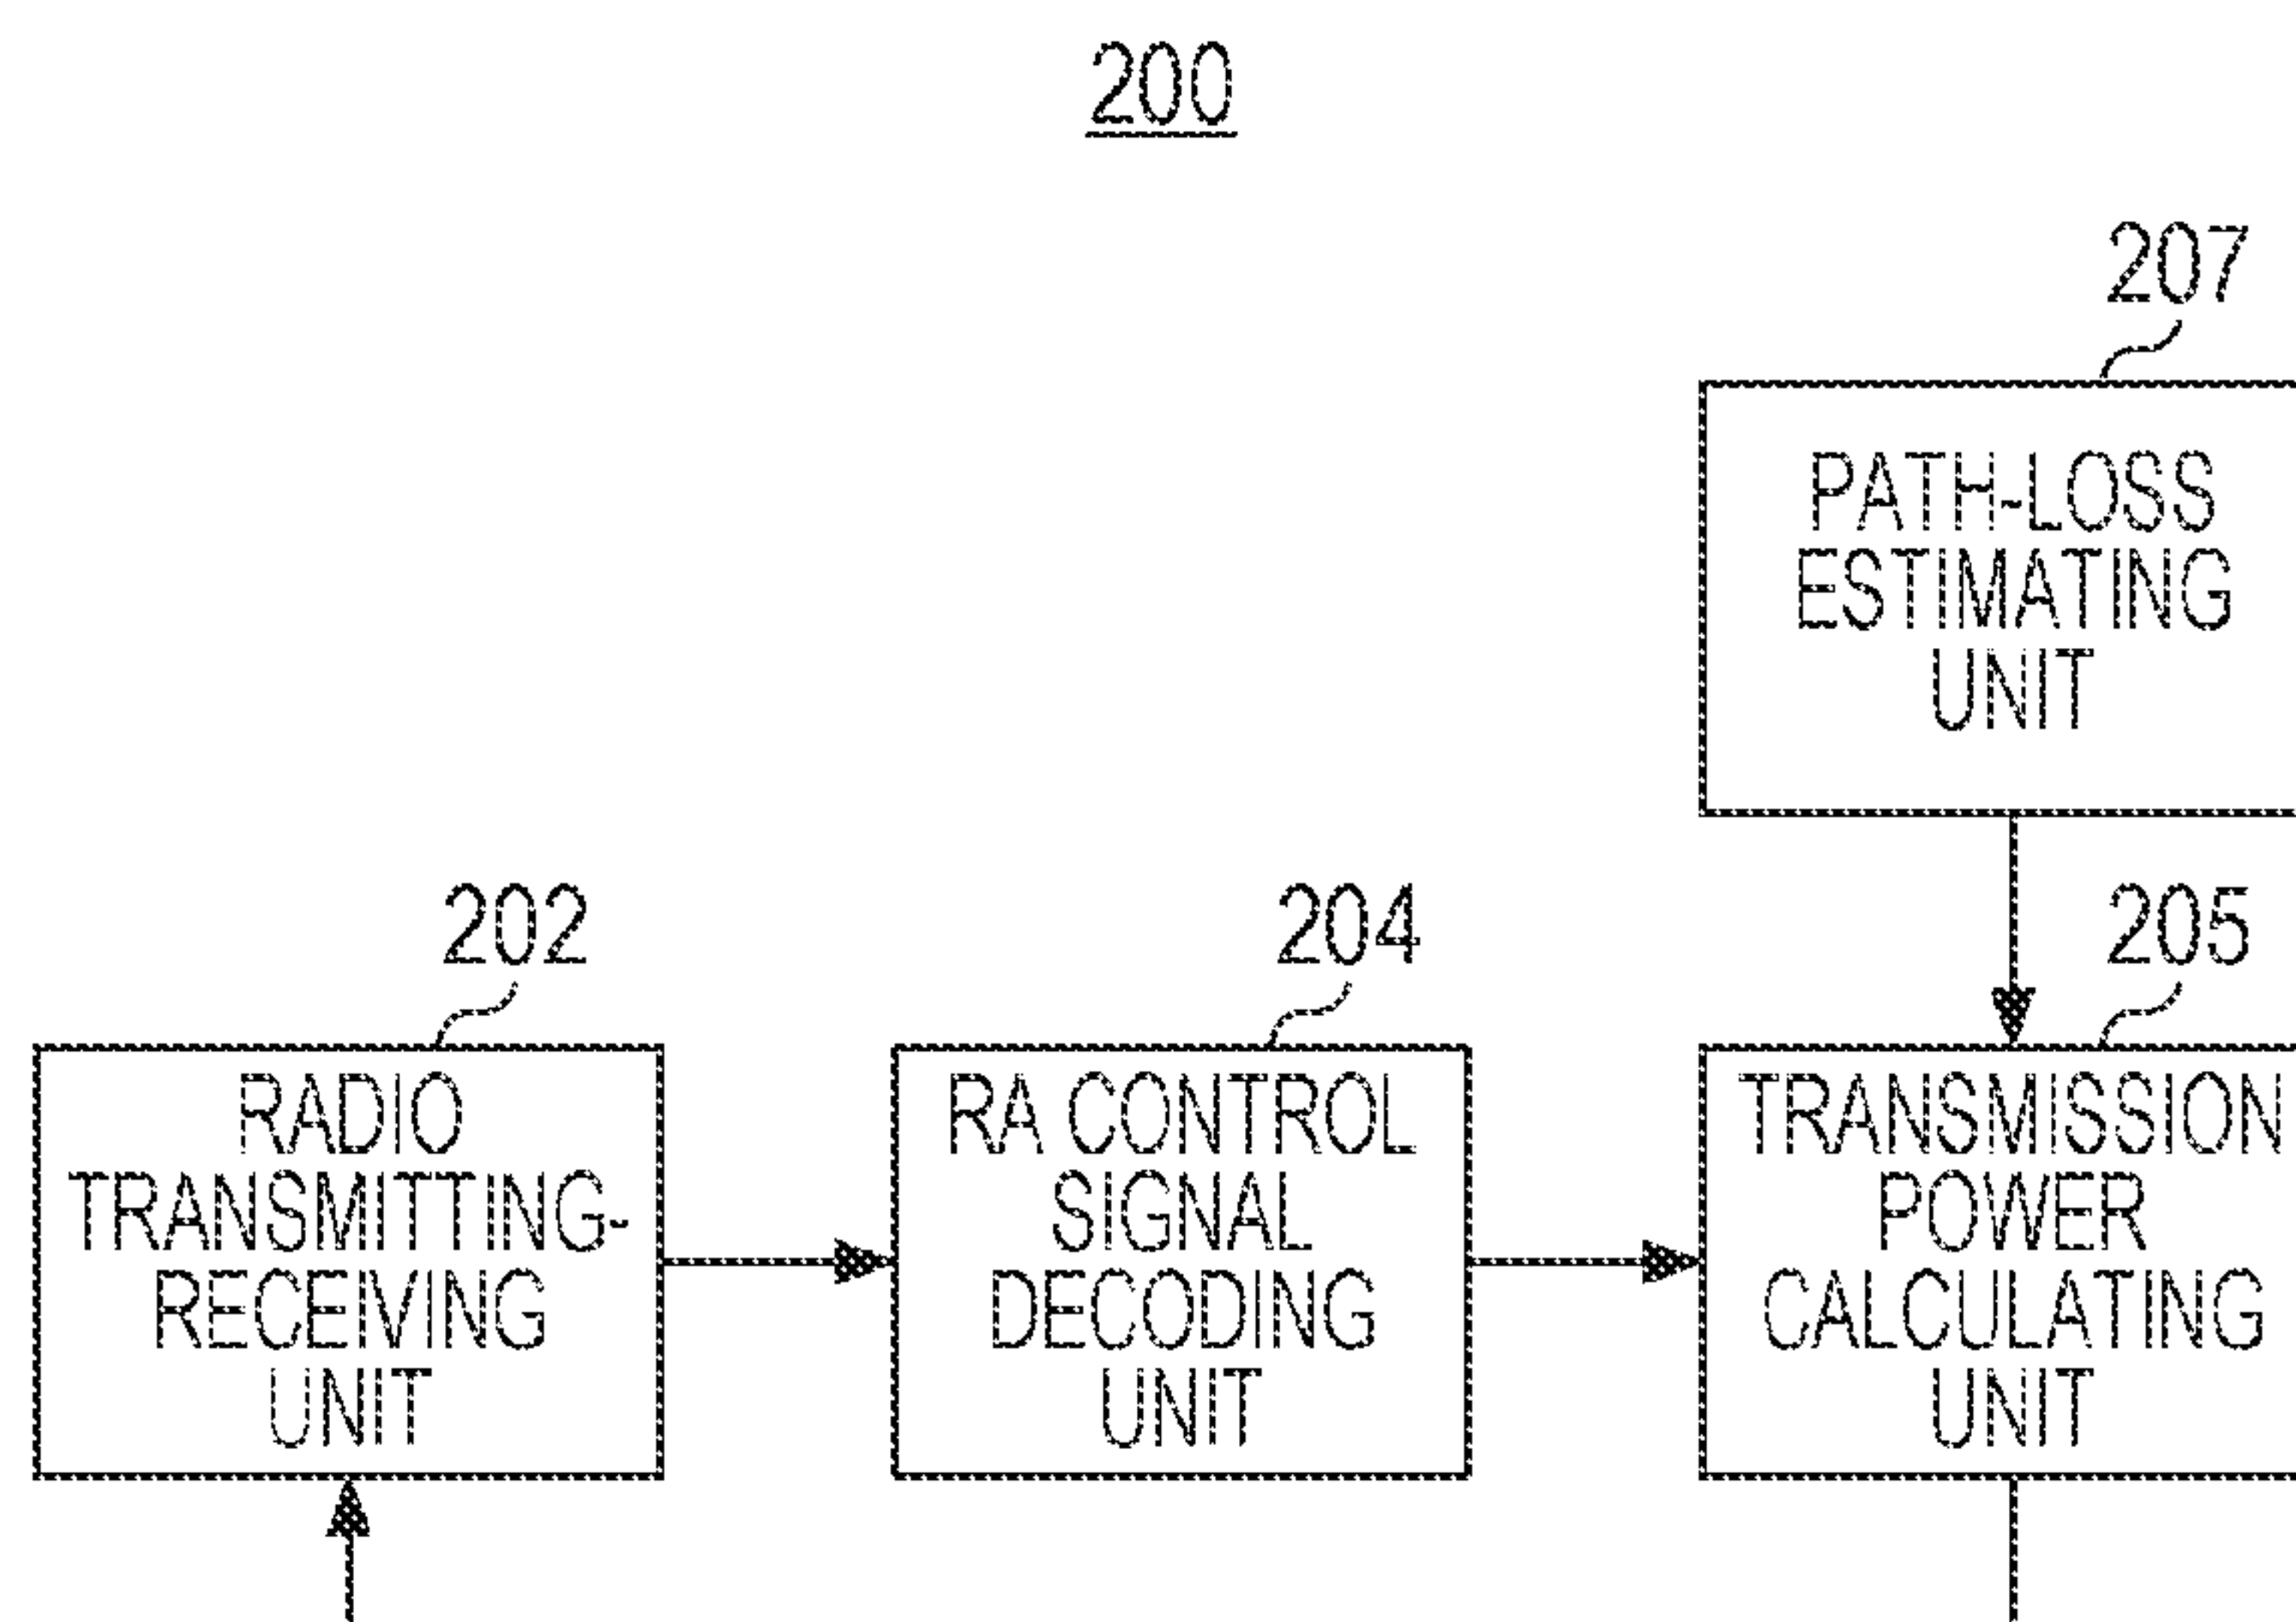 200
207
PATH-LOSS
ESTIMATING
UNIT
202
204
205
RADIO
TRANSMITTING-
RECEIVING
UNIT
RA CONTROL
SIGNAL
DECODING
UNIT
TRANSMISSION
POWER
CALCULATING
UNIT